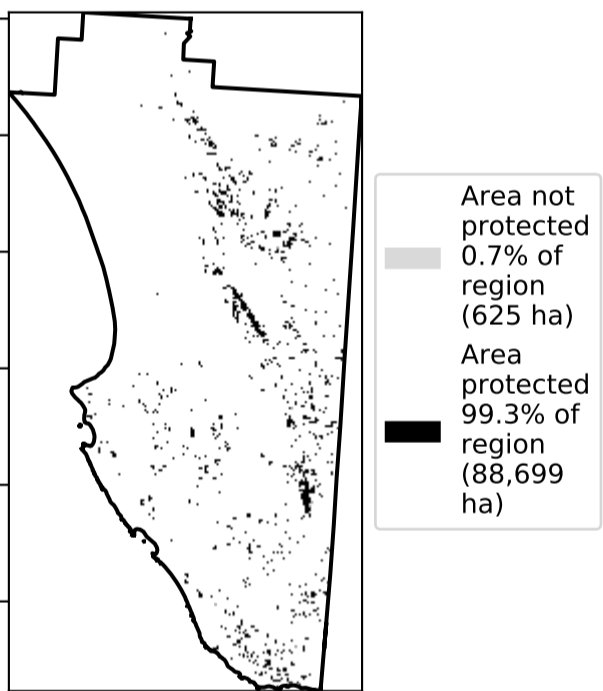 Area not
protected
0.7% of
region
(625 ha)
Area
protected
99.3% of
region
(88,699
ha)